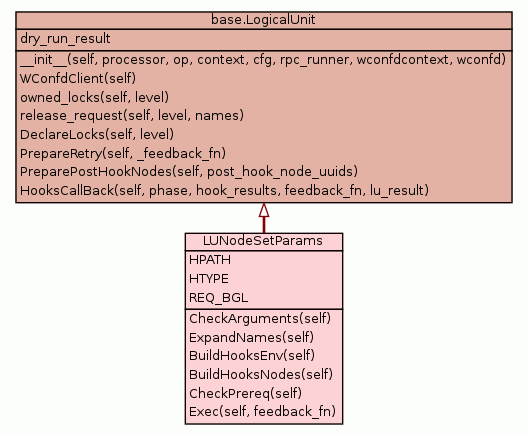 base.LogicalUnit
dry_run_result
__init__(self, processor, op, context, cfg, rpc_runner, wconfdcontext, wconfd)
WConfdClient(self)
owned_locks(self, level)
release_request(self, level, names)
DeclareLocks(self, level)
PrepareRetry(self, _feedback_fn)
PreparePostHookNodes(self, post_hook_node_uuids)
HooksCallBack(self, phase, hook_results, feedback_fn, lu_result)
LUNodeSetParams
HPATH
HTYPE
REQ_BGL
CheckArguments(self)
ExpandNames(self)
BuildHooksEnv(self)
BuildHooksNodes(self)
CheckPrereq(self)
Exec(self, feedback_fn)